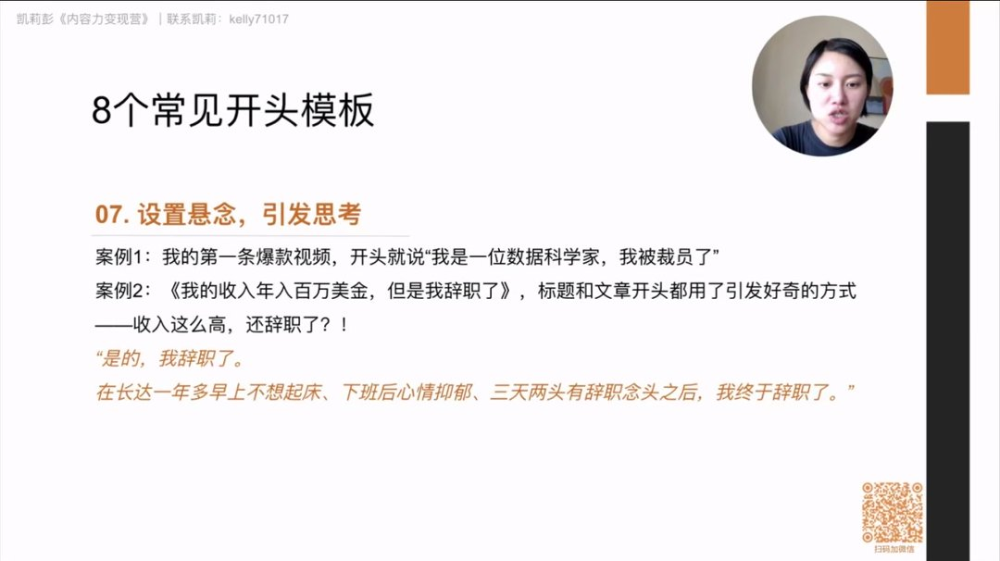 凯莉彭《内容力变现营》｜联系凯莉：kelly71017
8个常见开头模板
07. 设置悬念，引发思考
案例1：我的第一条爆款视频，开头就说“我是一位数据科学家，我被裁员了”
案例2：《我的收入年入百万美金，但是我辞职了》，标题和文章开头都用了引发好奇的方式
——收入这么高，还辞职了？！
“是的，我辞职了。
在长达一年多早上不想起床、下班后心情抑郁、三天两头有辞职念头之后，我终于辞职了。”
扫码加微信